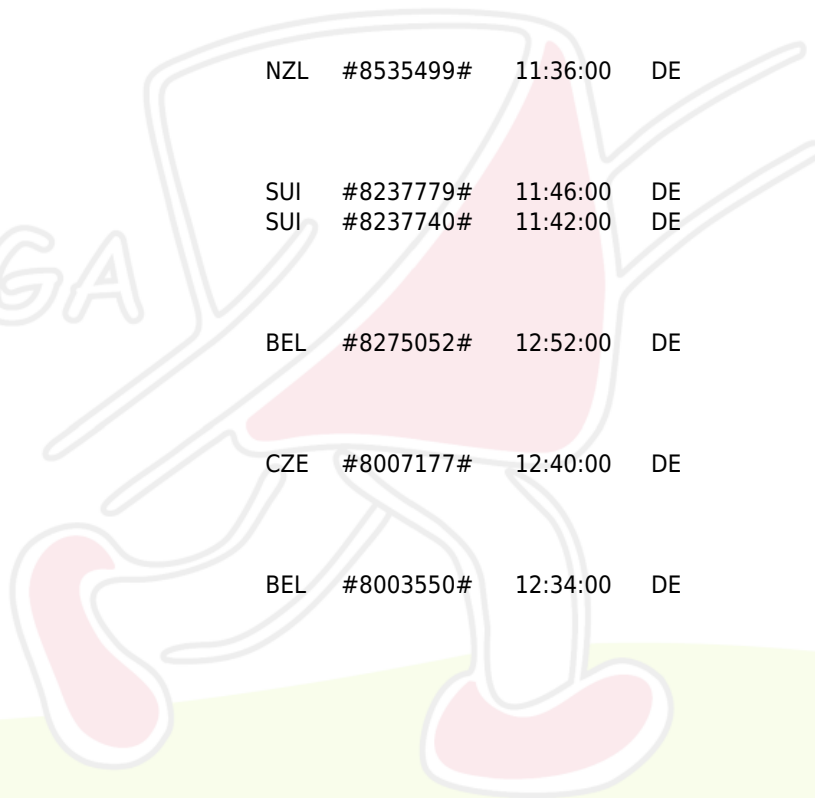 NZL #8535499# 11:36:00 DE
SUI #8237779# 11:46:00 DE
SUI #8237740# 11:42:00 DE
GA
BEL #8275052# 12:52:00 DE
CZE #8007177# 12:40:00 DE
BEL #8003550# 12:34:00 DE